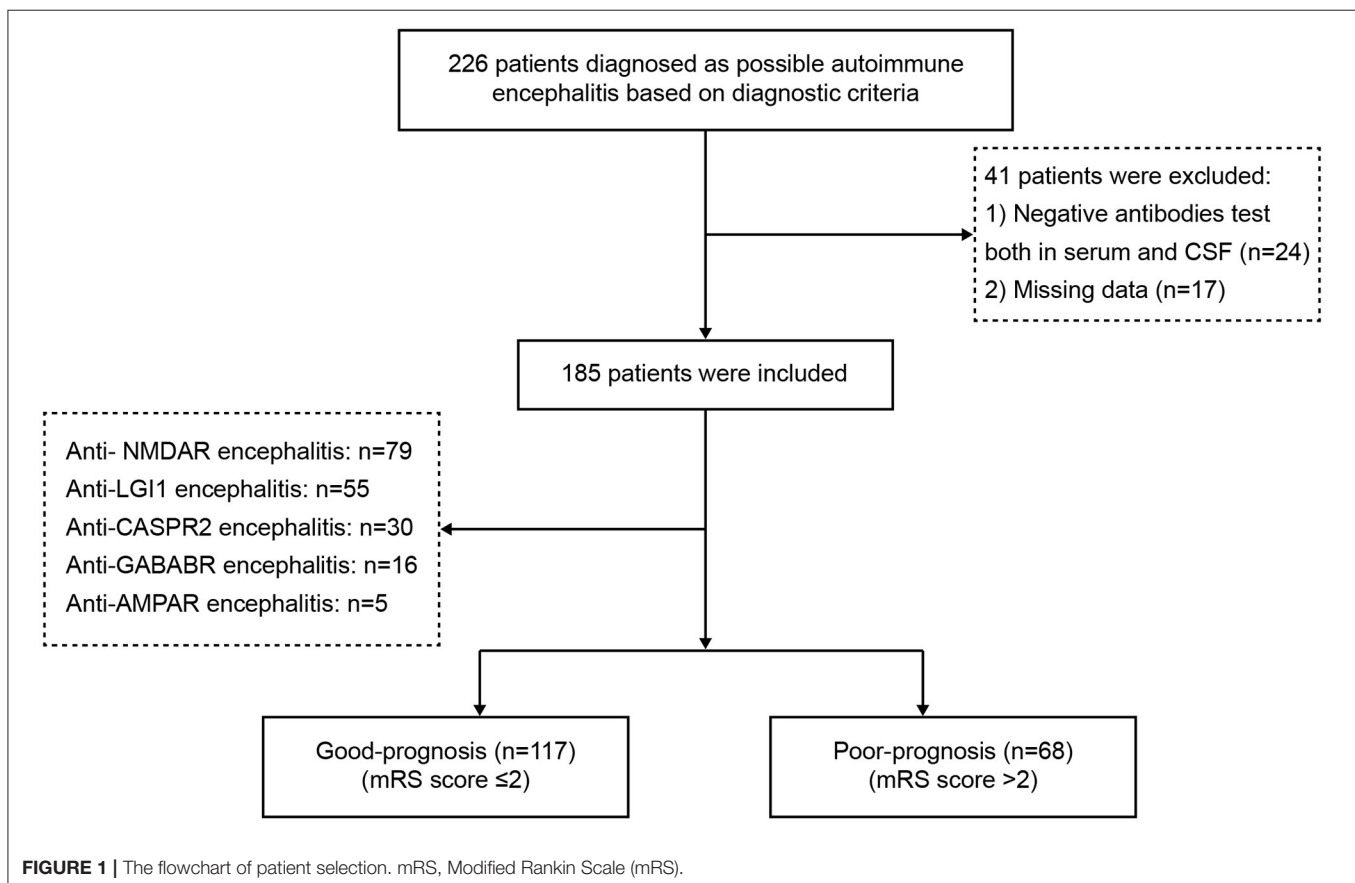 226 patients diagnosed as possible autoimmune
encephalitis based on diagnostic criteria
41 patients were excluded:
1) Negative antibodies test
both in serum and CSF (n=24)
2) Missing data (n=17)
185 patients were included
Anti- NMDAR encephalitis: n=79
Anti-LGI1 encephalitis: n=55
Anti-CASPR2 encephalitis: n=30
Anti-GABABR encephalitis: n=16
Anti-AMPAR encephalitis: n=5
Good-prognosis (n=117)
(mRS score ≤2)
Poor-prognosis (n=68)
(mRS score >2)
FIGURE 1 | The flowchart of patient selection. mRS, Modified Rankin Scale (mRS).